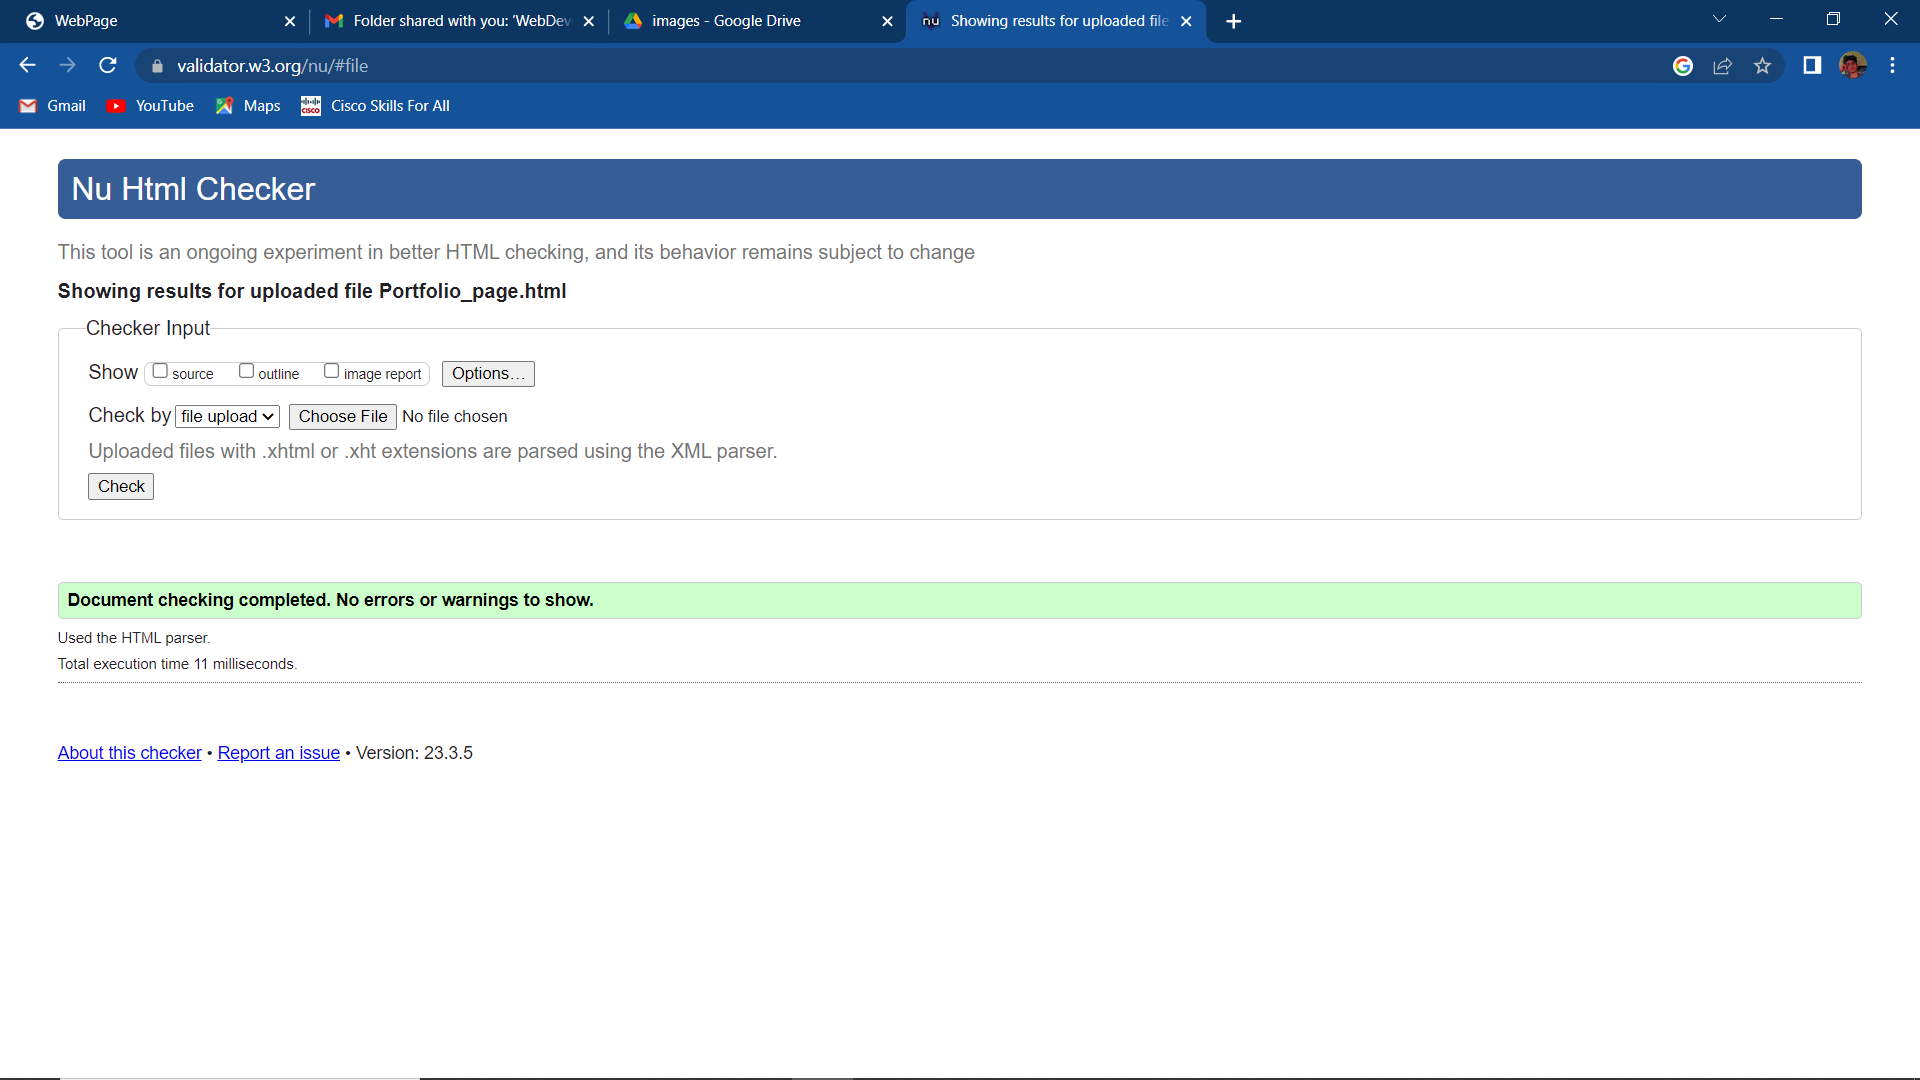 WebPage
Folder shared with you: 'WebDev
images - Google Drive
nu Showing results for uploaded file
validator.w3.org/nu/#file
Gmail
YouTube
Maps
CISCO Cisco Skills For All
Nu Html Checker
This tool is an ongoing experiment in better HTML checking, and its behavior remains subject to change
Showing results for uploaded file Portfolio_page.html
Checker Input
Show source outline image report Options...
Check by file upload Choose File No file chosen
Uploaded files with .xhtml or .xht extensions are parsed using the XML parser.
Check
Document checking completed. No errors or warnings to show.
Used the HTML parser.
Total execution time 11 milliseconds.
About this checker • Report an issue • Version: 23.3.5